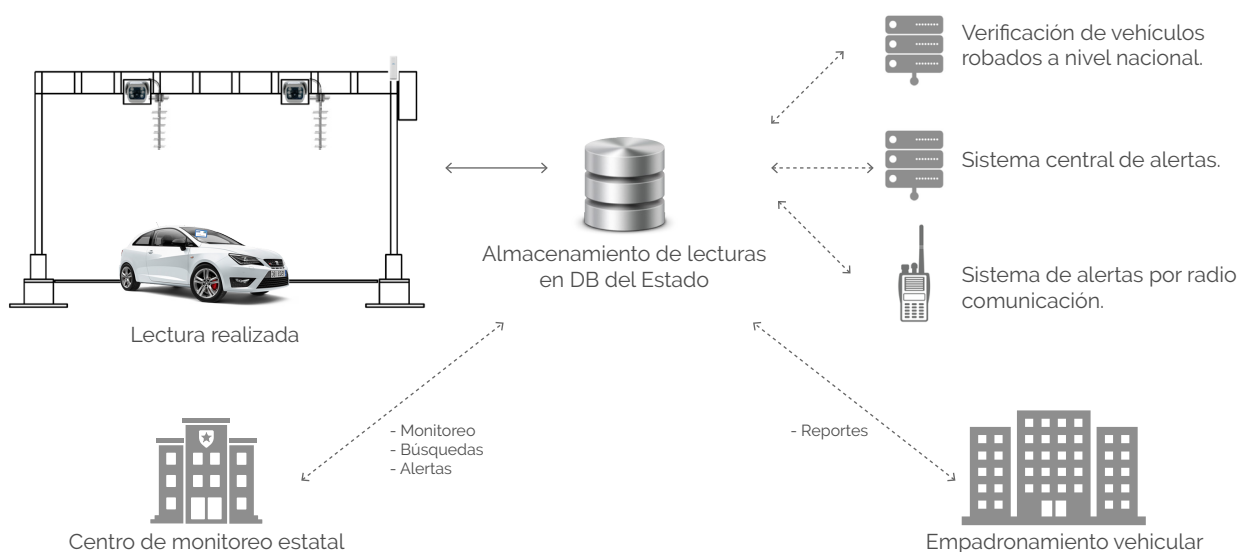 Verificación de vehículos
robados a nivel nacional.
Sistema central de alertas.
Almacenamiento de lecturas
en DB del Estado
Sistema de alertas por radio
comunicación.
Lectura realizada
- Monitoreo
- Búsquedas
- Alertas
- Reportes
Centro de monitoreo estatal
Empadronamiento vehicular